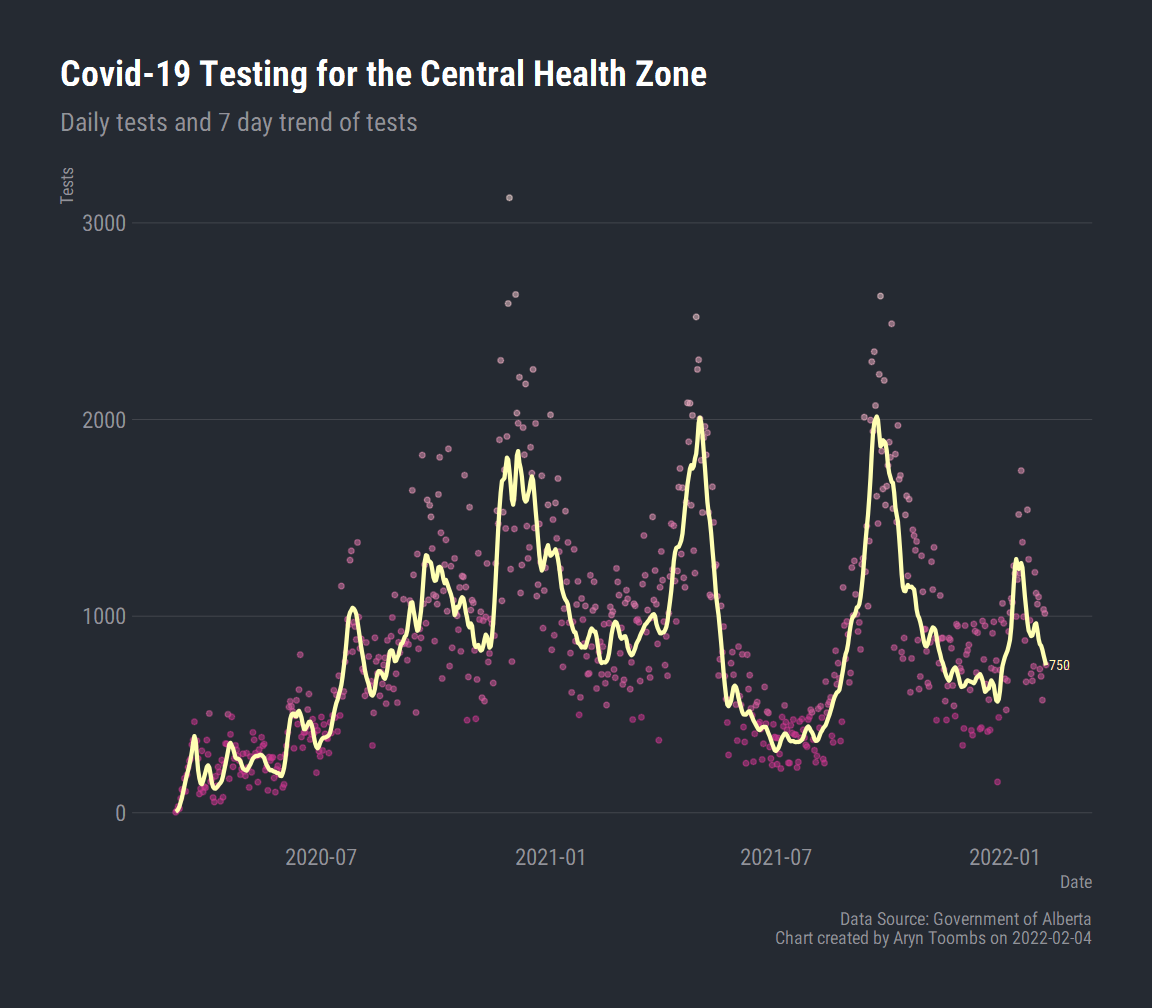 Covid-19 Testing for the Central Health Zone
Daily tests and 7 day trend of tests
Tests
3000
2000
1000
0
750
2020-07
2021-01
2021-07
2022-01
Date
Data Source: Government of Alberta
Chart created by Aryn Toombs on 2022-02-04